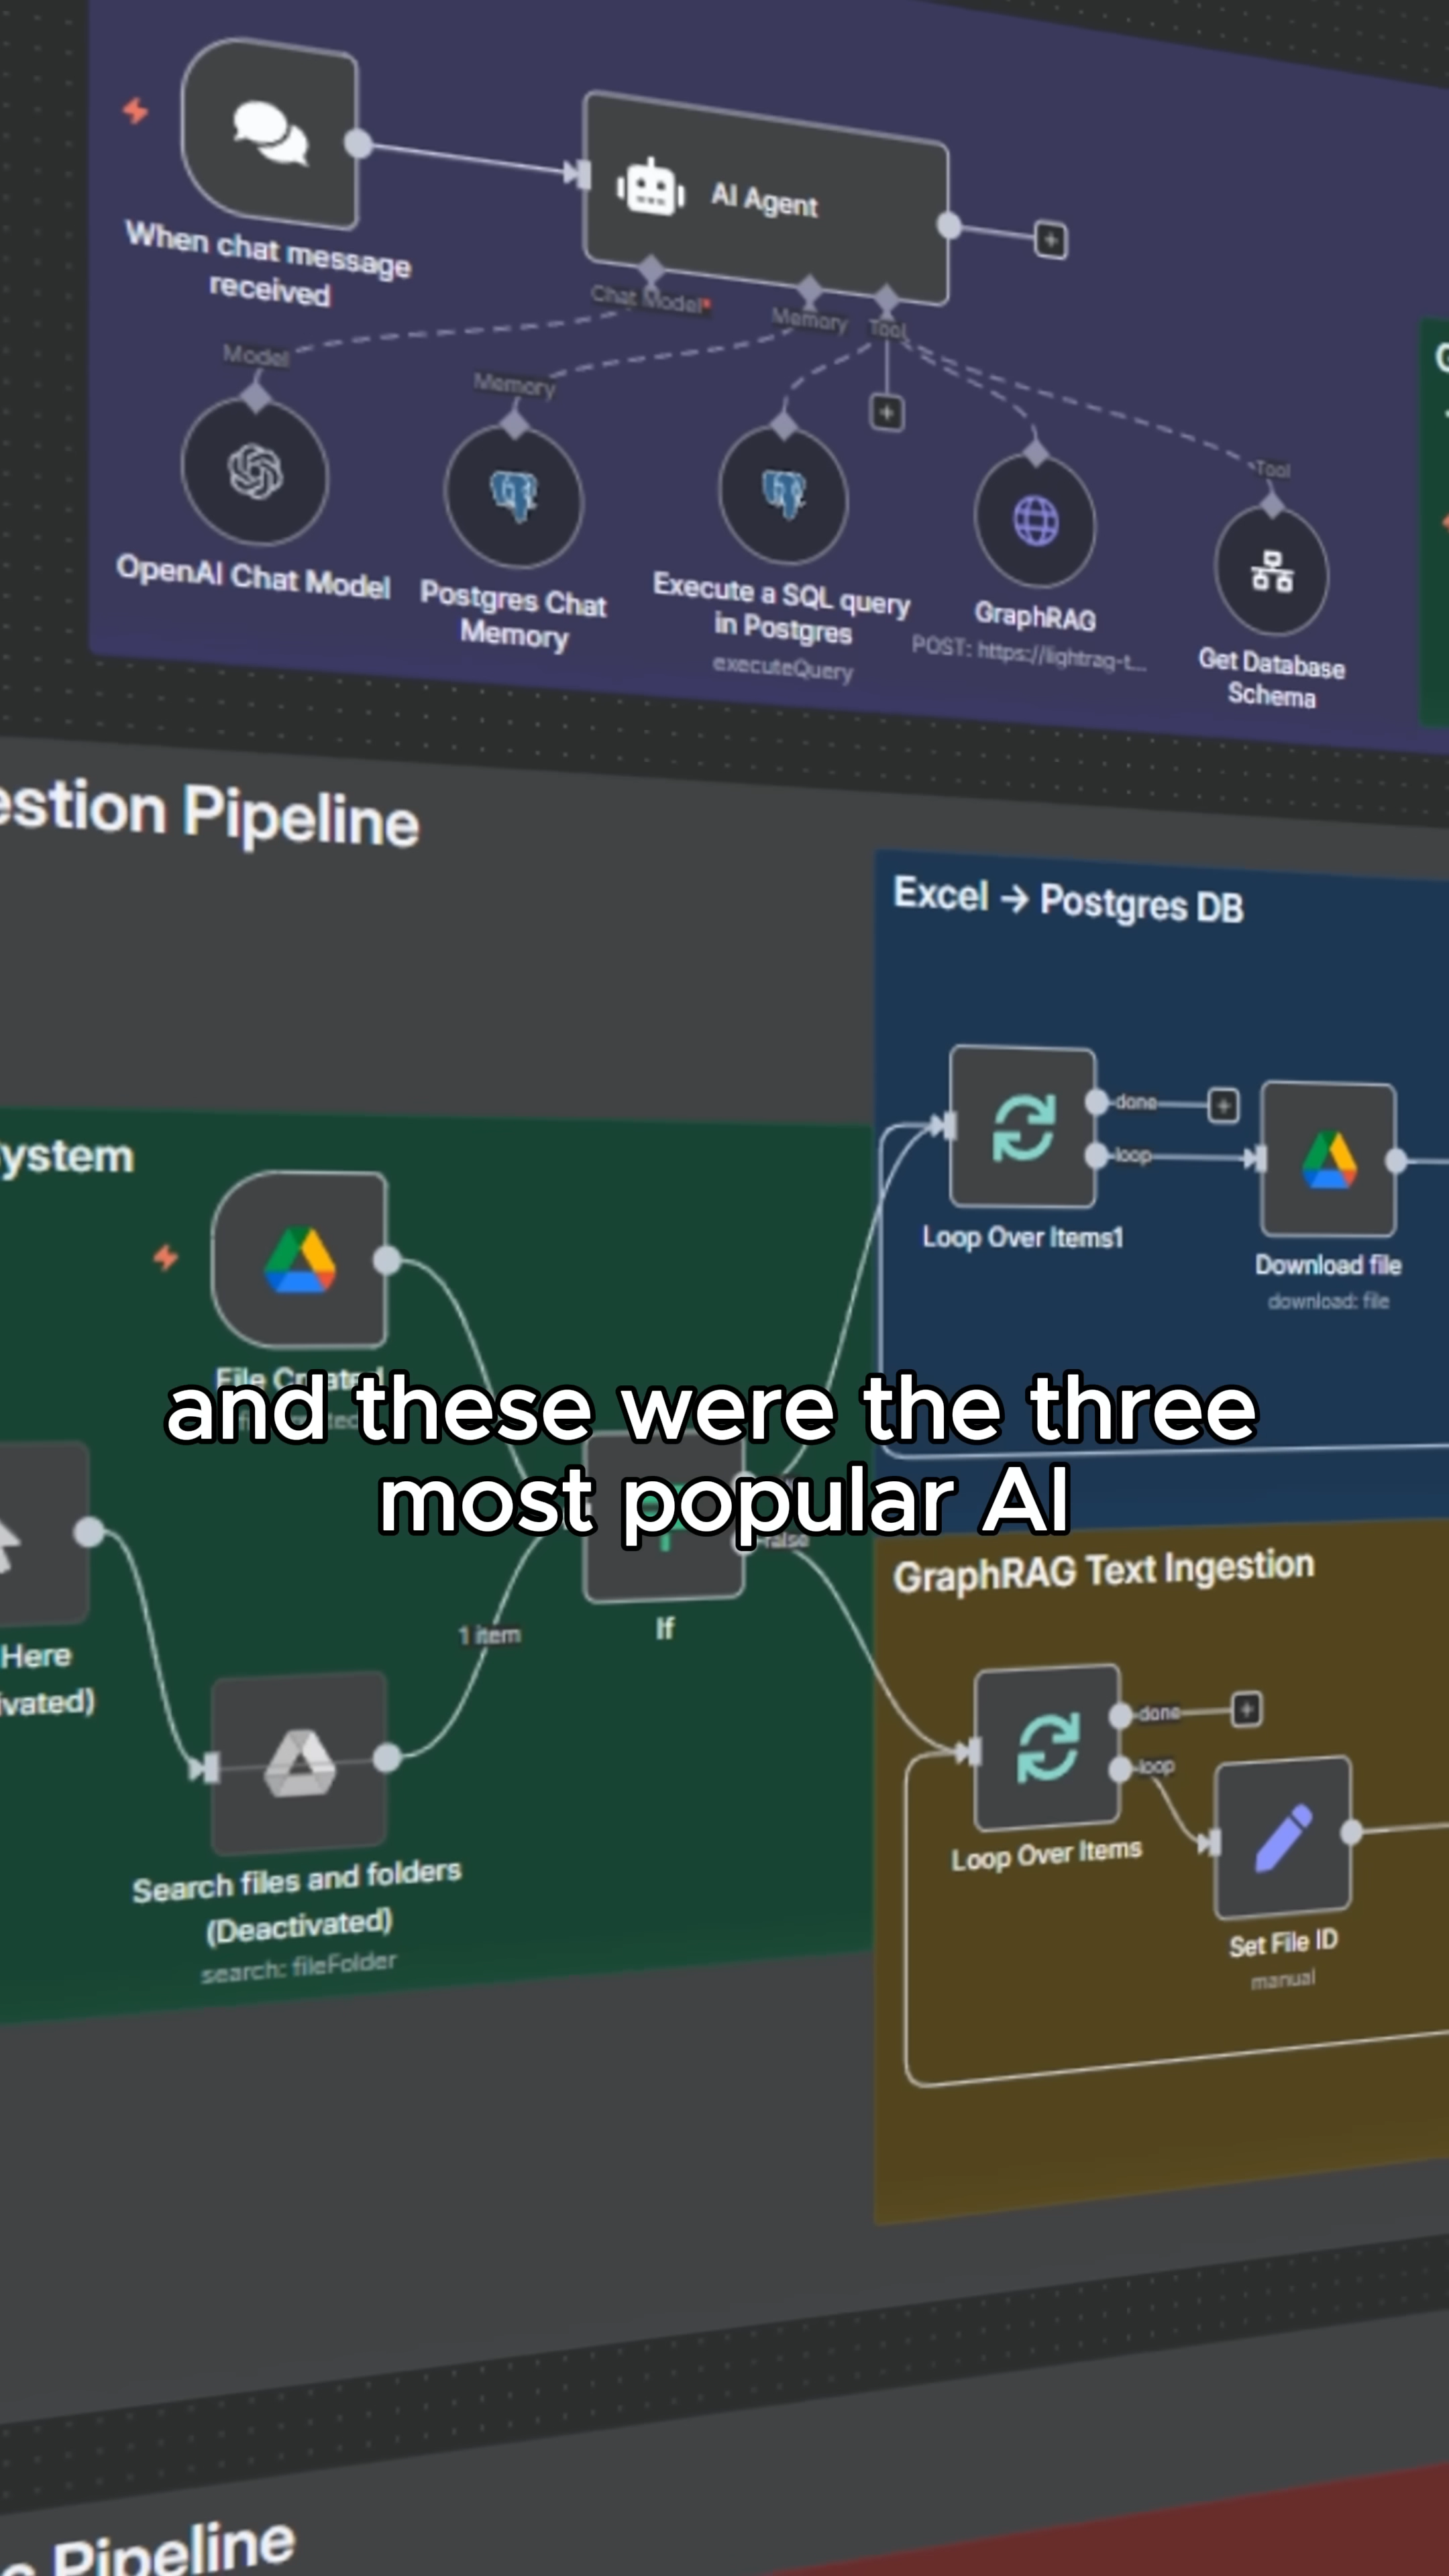 When chat message
received
AI Agent
Chat Model*
Memory
Tool
Model
Memory
Tool
OpenAI Chat Model
Postgres Chat
Memory
Execute a SQL query
in Postgres
executeQuery
GraphRAG
POST: https://lightrag-t...
Get Database
Schema
estion Pipeline
Excel → Postgres DB
done
loop
Loop Over Items1
Download file
download: file
ystem
File Created
and these were the three
most popular AI
false
If
1 item
Here
ivated)
Search files and folders
(Deactivated)
search: fileFolder
GraphRAG Text Ingestion
done
loop
Loop Over Items
Set File ID
manual
Pipeline